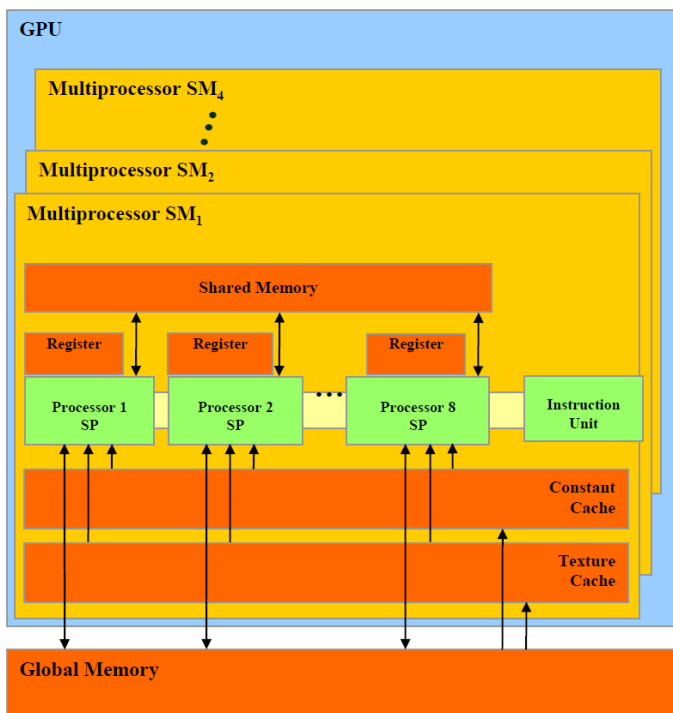 GPU
Multiprocessor SM4
Multiprocessor SM2
Multiprocessor SM1
Shared Memory
Register
Register
Register
Processor 1
SP
Processor 2
SP
Processor 8
SP
Instruction
Unit
Constant
Cache
Texture
Cache
Global Memory